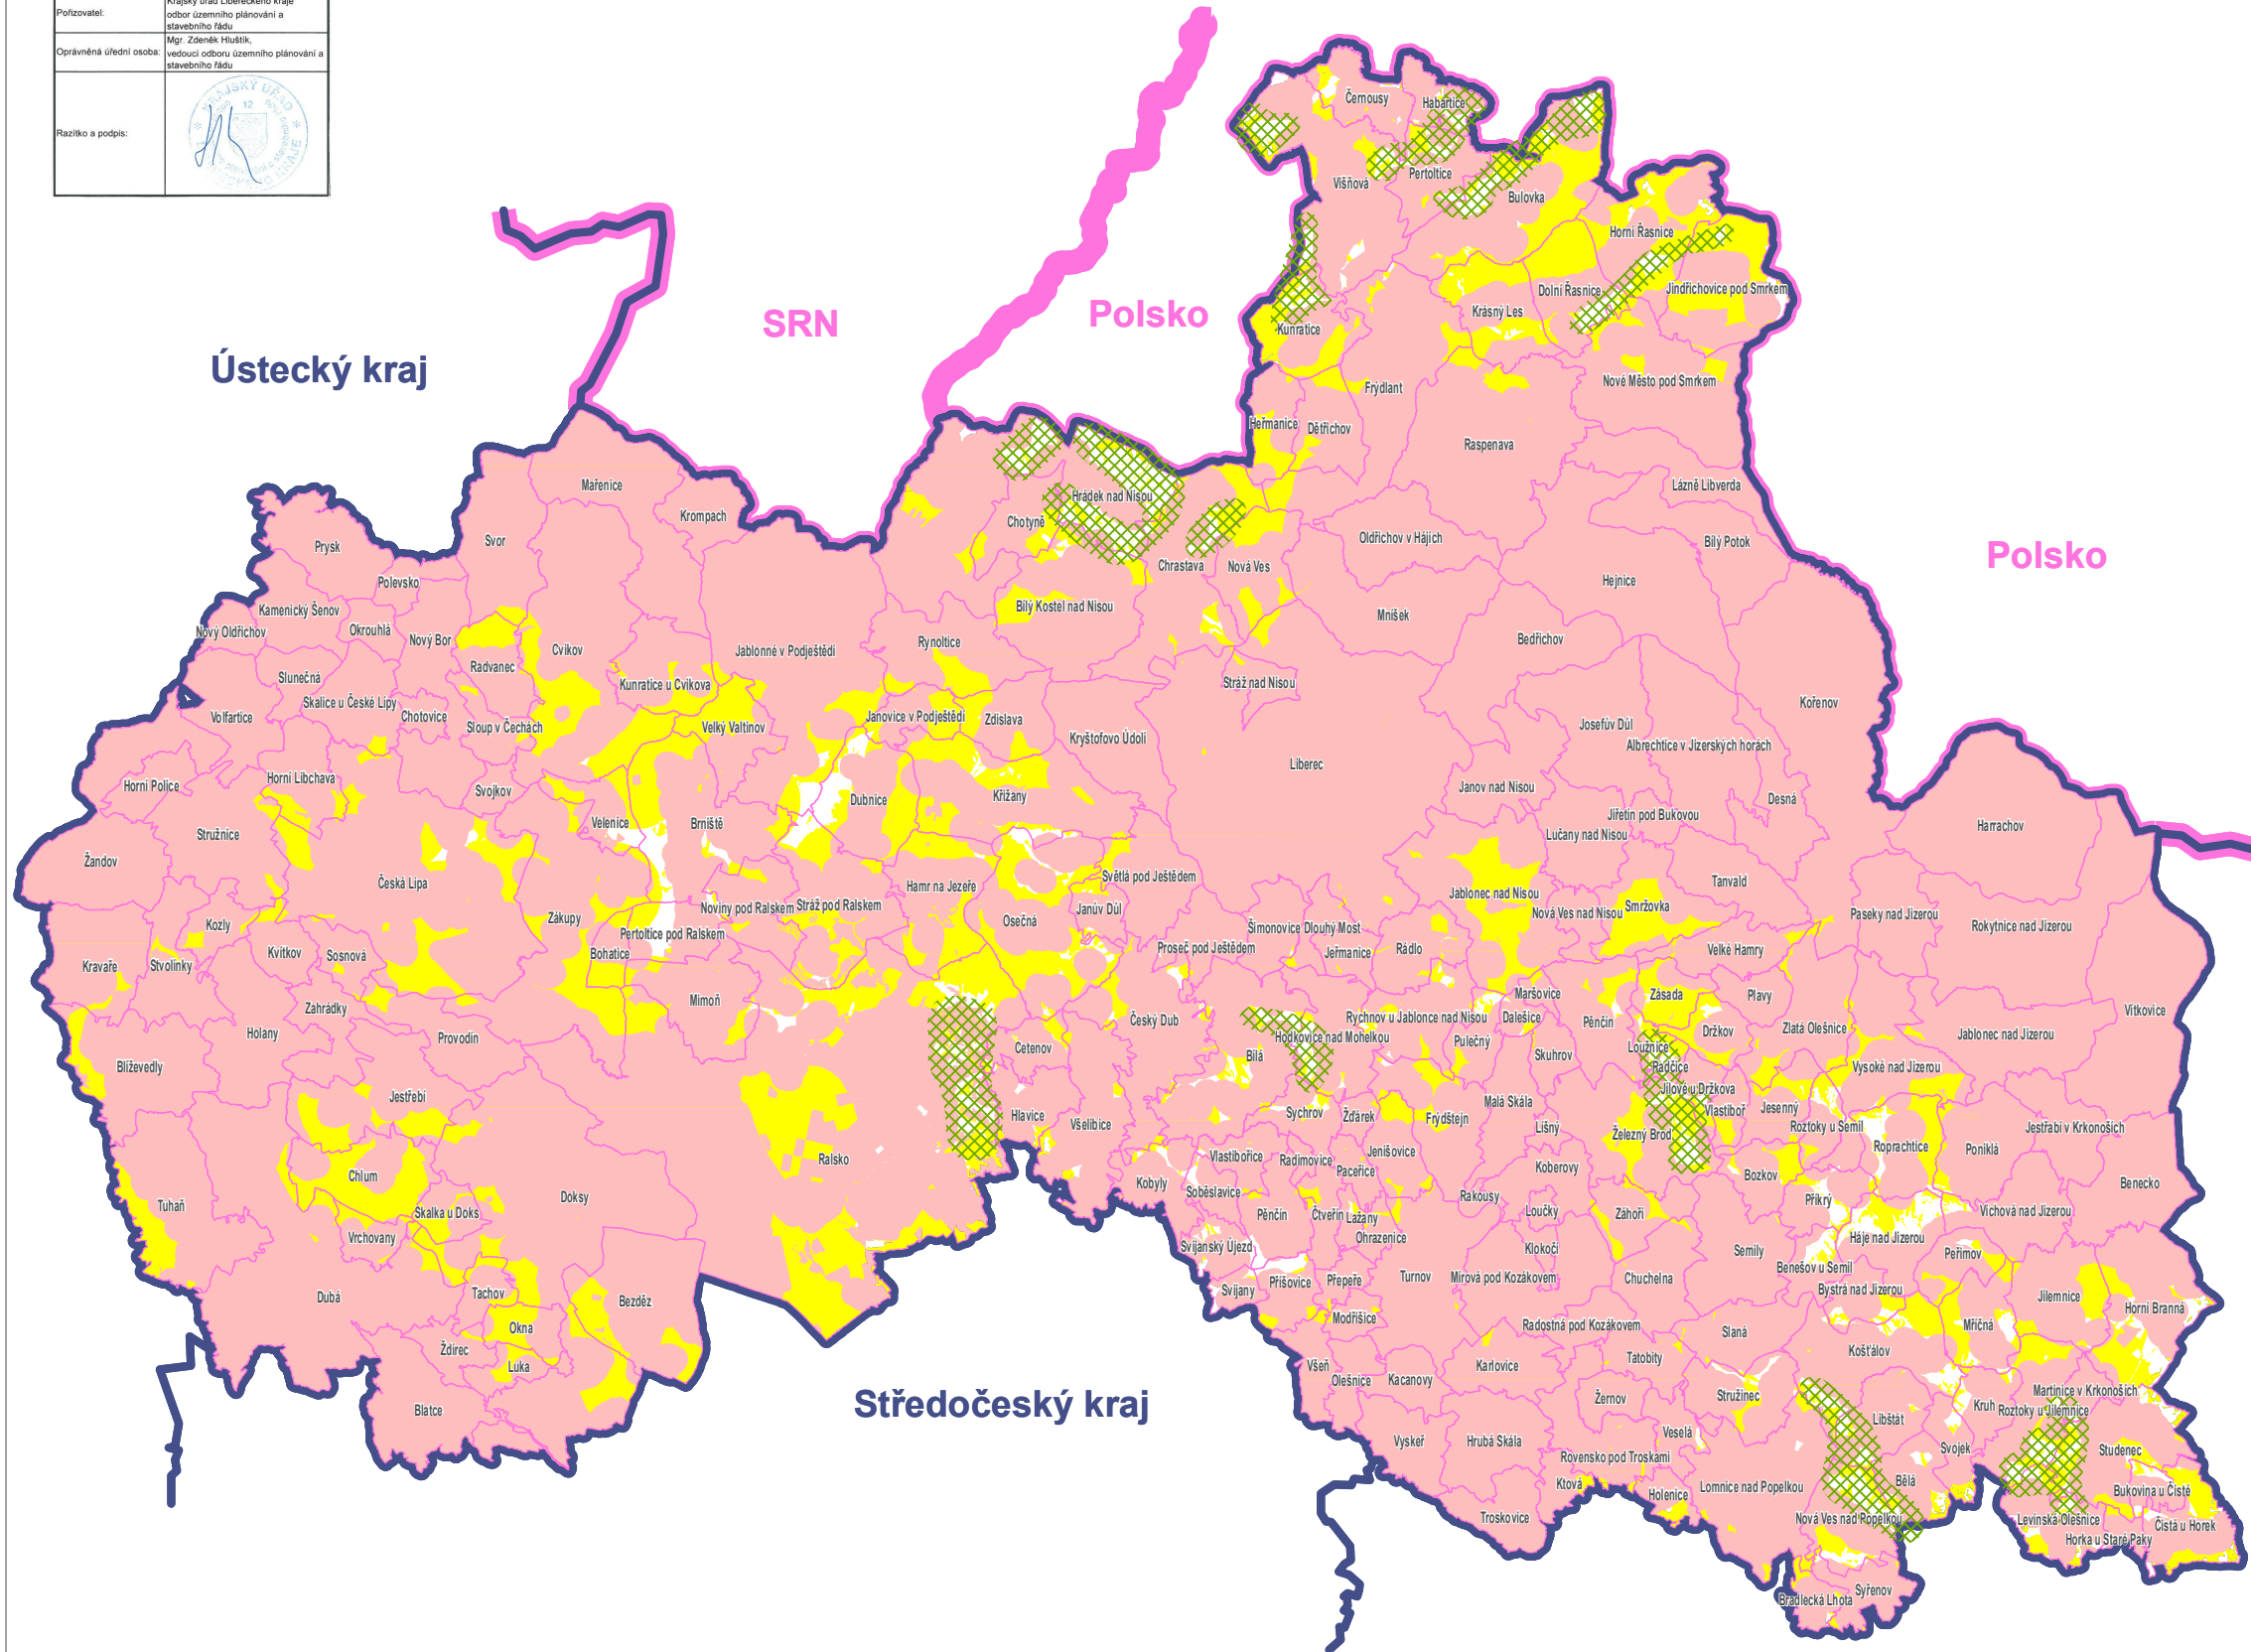 Pořizovatel:
Krajský úřad Libereckého kraje
odbor územního plánování a
stavebního řádu
Oprávněná úřední osoba:
Mgr. Zdeněk Hluštík,
vedoucí odboru územního plánování a
stavebního řádu
Razítko a podpis:
KRAJSKÝ ÚŘAD
12
Ústecký kraj
SRN
Polsko
Polsko
Středočeský kraj
Černousy
Habartice
Višňová
Pertoltice
Bulovka
Horní Řasnice
Dolní Řasnice
Jindřichovice pod Smrkem
Krásný Les
Kunratice
Nové Město pod Smrkem
Frýdlant
Heřmanice
Dětřichov
Raspenava
Lázně Libverda
Mařenice
Krompach
Hrádek nad Nisou
Chotyně
Oldřichov v Hájích
Bílý Potok
Svor
Prysk
Polevsko
Chrastava
Nová Ves
Hejnice
Kamenický Šenov
Bílý Kostel nad Nisou
Mníšek
Nový Oldřichov
Okrouhlá
Nový Bor
Cvikov
Jablonné v Podještědí
Rynoltice
Bedřichov
Radvanec
Slunečná
Kunratice u Cvikova
Stráž nad Nisou
Skalice u České Lípy
Kořenov
Volfartice
Chotovice
Sloup v Čechách
Velký Valtinov
Janovice v Podještědí
Zdislava
Kryštofovo Údolí
Josefův Důl
Albrechtice v Jizerských horách
Liberec
Horní Libchava
Horní Police
Svojkov
Dubnice
Křižany
Janov nad Nisou
Desná
Velenice
Brniště
Jiřetín pod Bukovou
Lučany nad Nisou
Harrachov
Stružnice
Žandov
Česká Lípa
Hamr na Jezeře
Světlá pod Ještědem
Jablonec nad Nisou
Tanvald
Noviny pod Ralskem
Stráž pod Ralskem
Janův Důl
Nová Ves nad Nisou
Smržovka
Zákupy
Osečná
Paseky nad Jizerou
Rokytnice nad Jizerou
Kozly
Pertoltice pod Ralskem
Šimonovice
Dlouhý Most
Kvítkov
Sosnová
Bohatice
Proseč pod Ještědem
Jeřmanice
Rádlo
Velké Hamry
Kravaře
Stvolínky
Mimoň
Maršovice
Zásada
Plavy
Zahrádky
Český Dub
Rychnov u Jablonce nad Nisou
Dalešice
Pěnčín
Vítkovice
Holany
Provodín
Cetenov
Hodkovice nad Mohelkou
Pulečný
Držkov
Zlatá Olešnice
Jablonec nad Jizerou
Bílá
Skuhrov
Loužnice
Blíževedly
Radčice
Vysoké nad Jizerou
Jestřebí
Jílové u Držkova
Hlavice
Malá Skála
Vlastiboř
Jesenný
Sychrov
Žďárek
Frýdštejn
Všelibice
Lišný
Železný Brod
Roztoky u Semil
Jestřabí v Krkonoších
Roprachtice
Poniklá
Ralsko
Vlastibořice
Radimovice
Jenišovice
Paceřice
Koberovy
Chlum
Bozkov
Kobyly
Soběslavice
Benecko
Doksy
Rakousy
Příkrý
Tuhaň
Skalka u Doks
Pěnčín
Čtveřín
Lažany
Loučky
Záhoří
Víchová nad Jizerou
Vrchovany
Ohrazenice
Háje nad Jizerou
Svijanský Újezd
Klokočí
Semily
Peřimov
Benešov u Semil
Svijany
Příšovice
Přepeře
Turnov
Mírová pod Kozákovem
Chuchelna
Bystrá nad Jizerou
Dubá
Tachov
Bezděz
Jilemnice
Horní Branná
Modřišice
Radostná pod Kozákovem
Slaná
Mříčná
Okna
Ždírec
Košťálov
Luka
Všeň
Tatobity
Karlovice
Olešnice
Kacanovy
Žernov
Stružinec
Martinice v Krkonoších
Blatce
Kruh
Roztoky u Jilemnice
Libštát
Vyskeř
Hrubá Skála
Veselá
Svojek
Studenec
Rovensko pod Troskami
Ktová
Holenice
Lomnice nad Popelkou
Bělá
Bukovina u Čisté
Troskovice
Nová Ves nad Popelkou
Levínská Olešnice
Čistá u Horek
Horka u Staré Paky
Syřenov
Bradlecká Lhota